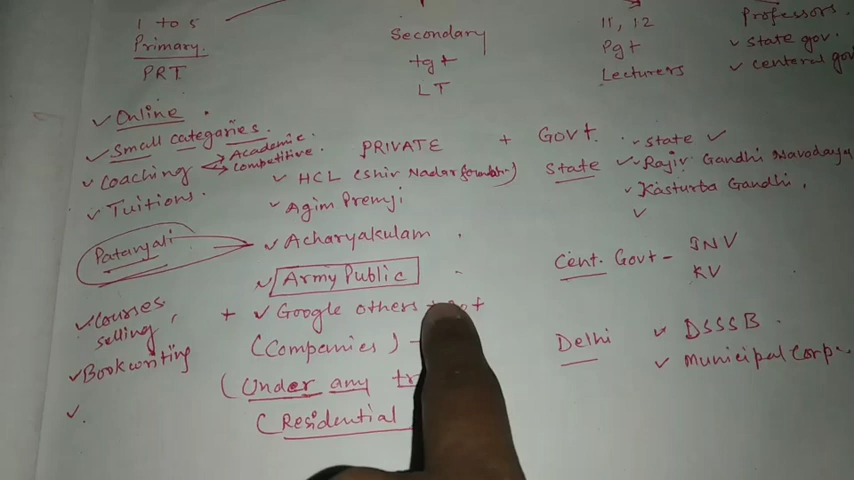 1 to 5
Primary.
PRT
Secondary
tgt
LT
11, 12
Pgt
Lecturers
Professors.
✓ state gov.
✓ centeral gov
✓ Online .
✓ Small categories.
✓ Coaching
Academic.
Competitive.
✓ Tuitions.
Patanjali
✓ Courses
selling,
✓ Bookwriting
✓.
PRIVATE + Govt.
✓ HCL (Shiv Nadar
✓ Agim Premji
✓ Acharyakulam .
✓ Army Public
+ ✓ Google others +
(Companies)
(Under any
(Residential
state ✓
State ✓ Rajiv Gandhi Navodaya
✓ Kasturba Gandhi.
✓
Cent. Govt - JNV
KV
Delhi ✓ DSSSB.
✓ Municipal Corp.